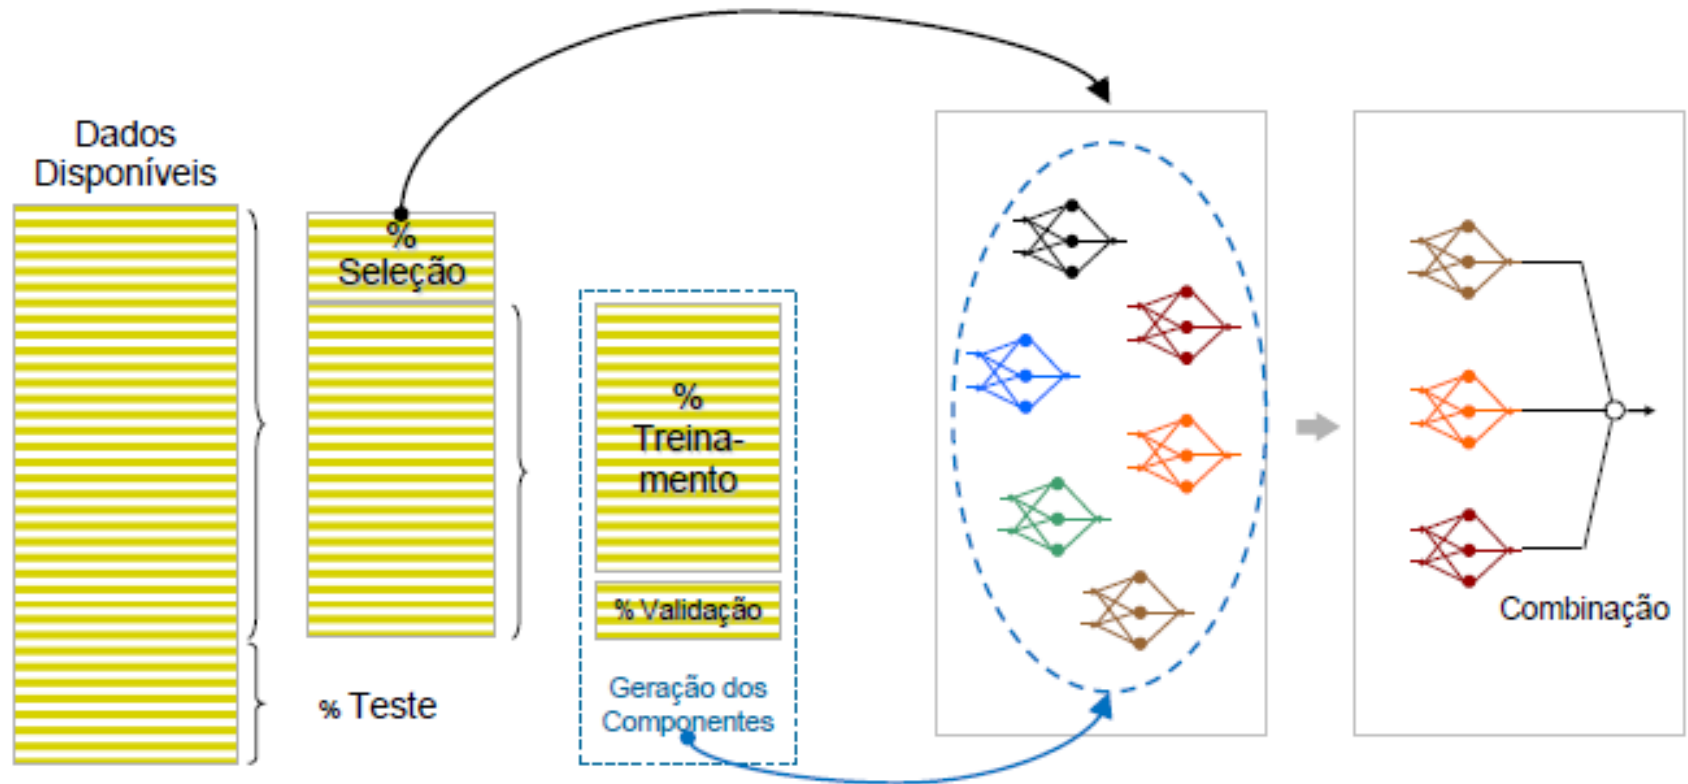 Dados
Disponíveis
%
Seleção
%
Treina-
mento
% Validação
Geração dos
Componentes
% Teste
Combinação